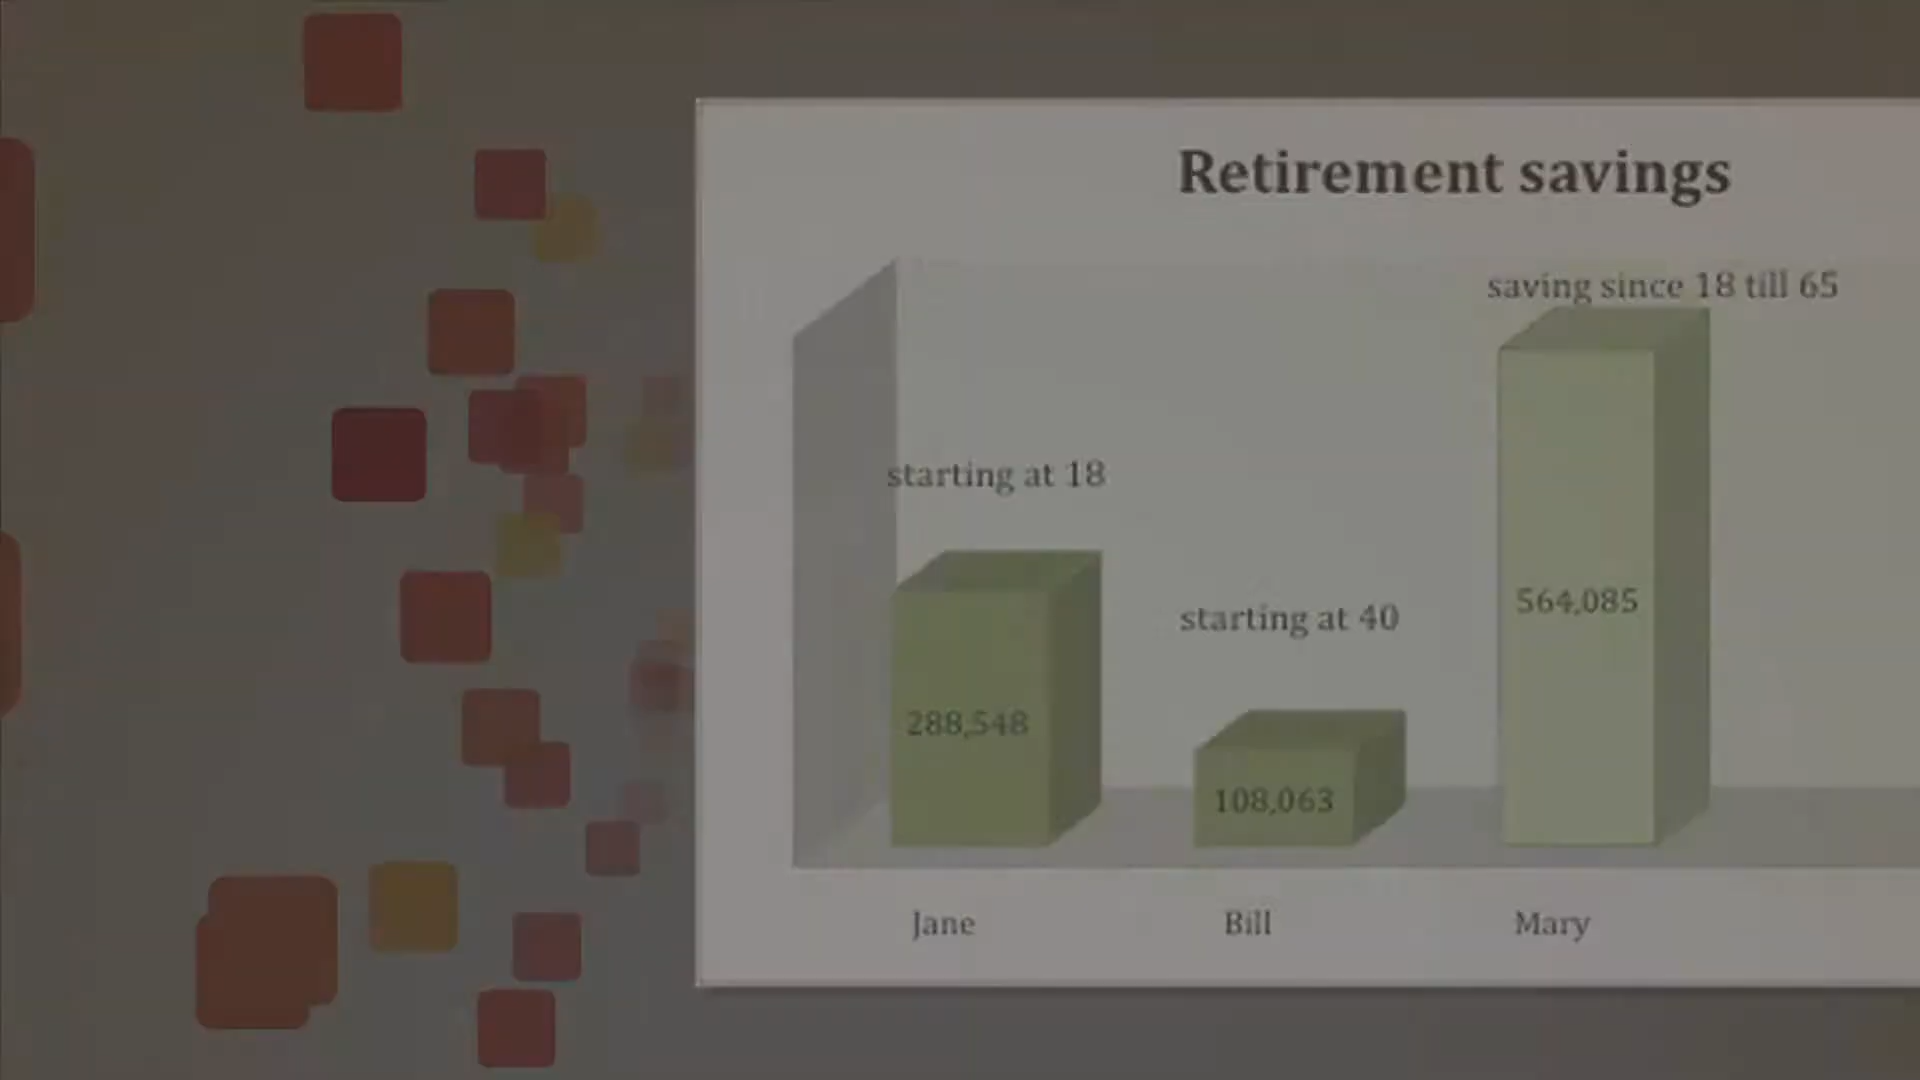 Retirement savings
saving since 18 till 65
starting at 18
564,085
starting at 40
288,548
108,063
Jane
Bill
Mary